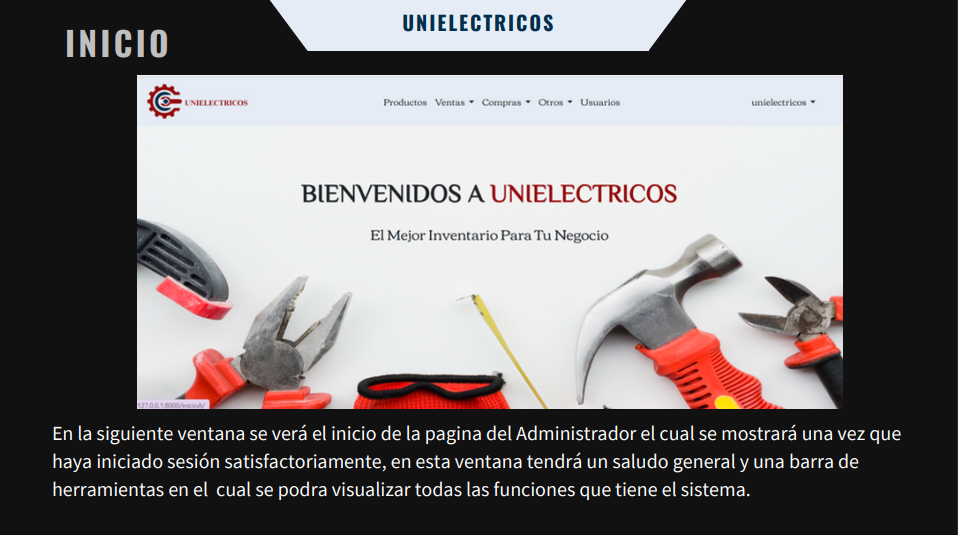 UNIELECTRICOS
INICIO
UNIELECTRICOS
Productos Ventas Compras Otros Usuarios
unielectricos
BIENVENIDOS A UNIELECTRICOS
El Mejor Inventario Para Tu Negocio
127.0.0.1:8000/inicioA/
En la siguiente ventana se verá el inicio de la pagina del Administrador el cual se mostrará una vez que
haya iniciado sesión satisfactoriamente, en esta ventana tendrá un saludo general y una barra de
herramientas en el  cual se podra visualizar todas las funciones que tiene el sistema.